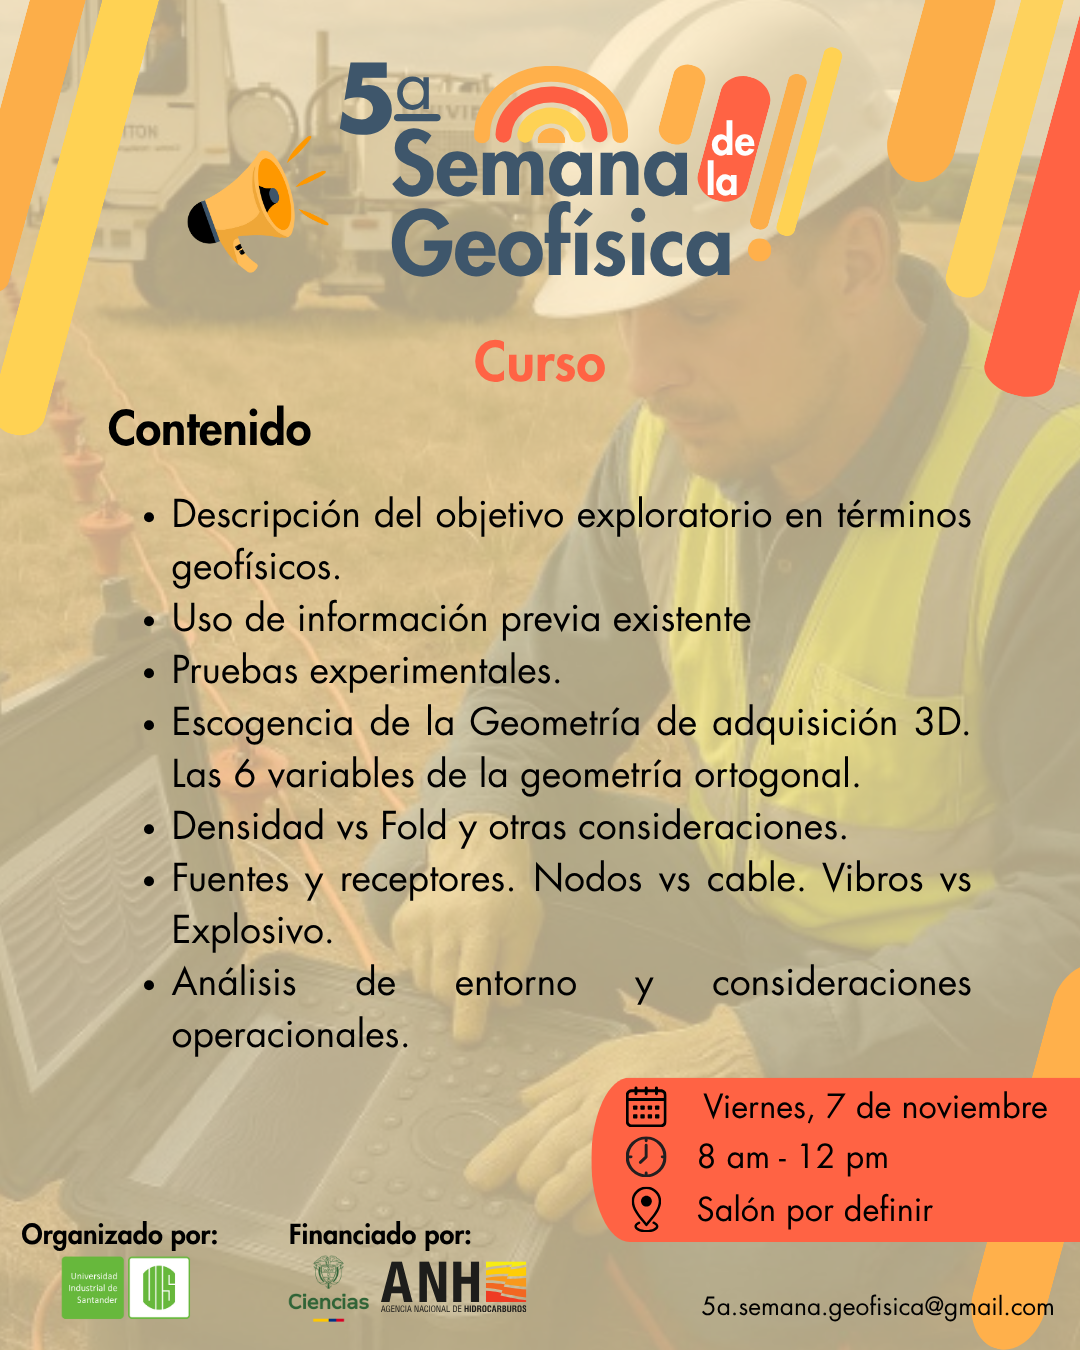 5a
Semana de la
Geofísica
Curso
Contenido
• Descripción del objetivo exploratorio en términos
geofísicos.
• Uso de información previa existente
• Pruebas experimentales.
• Escogencia de la Geometría de adquisición 3D.
Las 6 variables de la geometría ortogonal.
• Densidad vs Fold y otras consideraciones.
• Fuentes y receptores. Nodos vs cable. Vibros vs
Explosivo.
• Análisis de entorno y consideraciones
operacionales.
Viernes, 7 de noviembre
8 am - 12 pm
Salón por definir
Organizado por:
Universidad
Industrial de
Santander
UIS
Financiado por:
Ciencias
ANH
AGENCIA NACIONAL DE HIDROCARBUROS
5a.semana.geofisica@gmail.com